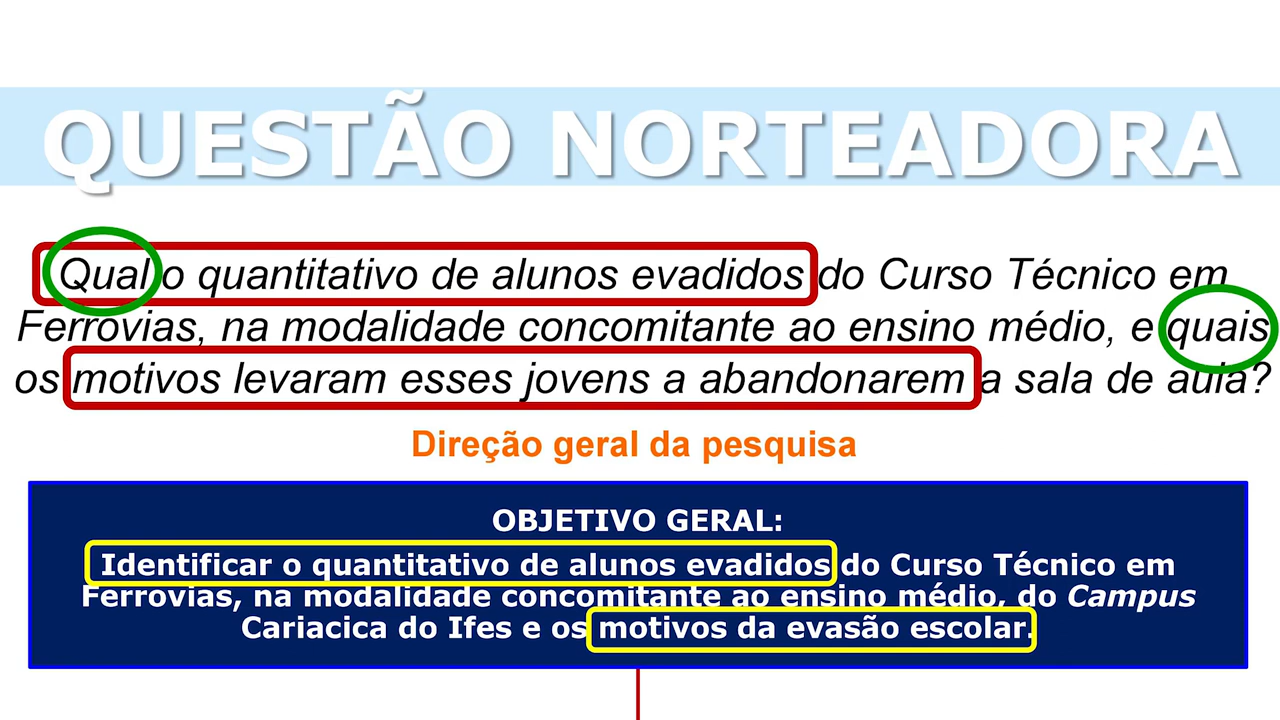 QUESTÃO NORTEADORA
Qual o quantitativo de alunos evadidos do Curso Técnico em
Ferrovias, na modalidade concomitante ao ensino médio, e quais
os motivos levaram esses jovens a abandonarem a sala de aula?
Direção geral da pesquisa
OBJETIVO GERAL:
Identificar o quantitativo de alunos evadidos do Curso Técnico em
Ferrovias, na modalidade concomitante ao ensino médio, do Campus
Cariacica do Ifes e os motivos da evasão escolar.